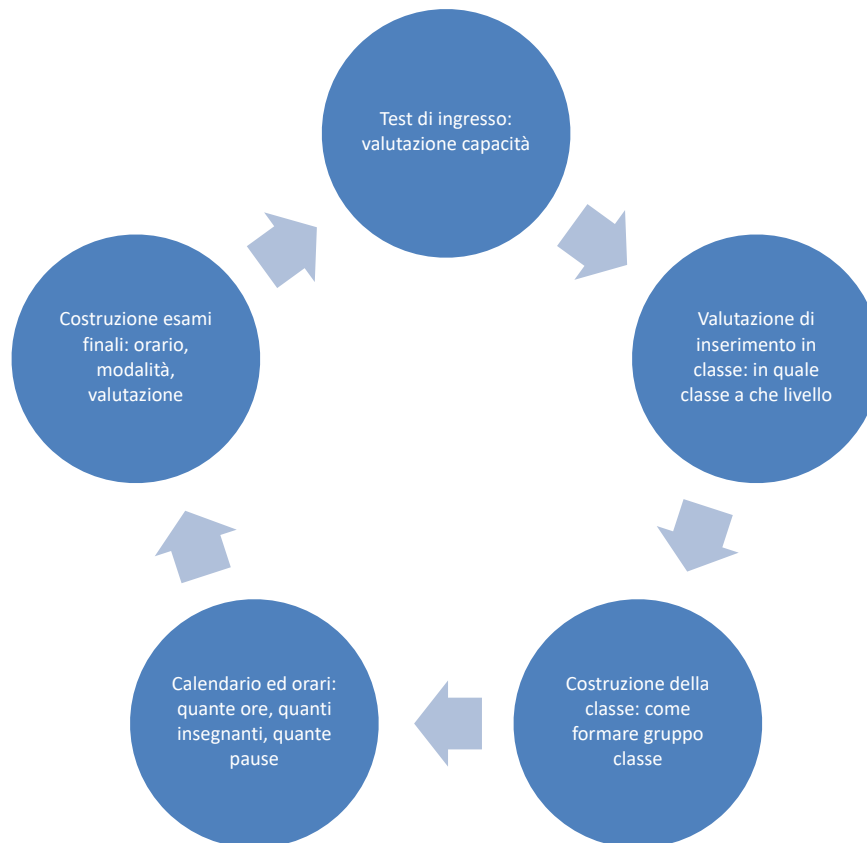 Test di ingresso:
valutazione capacità
Valutazione di
inserimento in
classe: in quale
classe a che livello
Costruzione della
classe: come
formare gruppo
classe
Calendario ed orari:
quante ore, quanti
insegnanti, quante
pause
Costruzione esami
finali: orario,
modalità,
valutazione